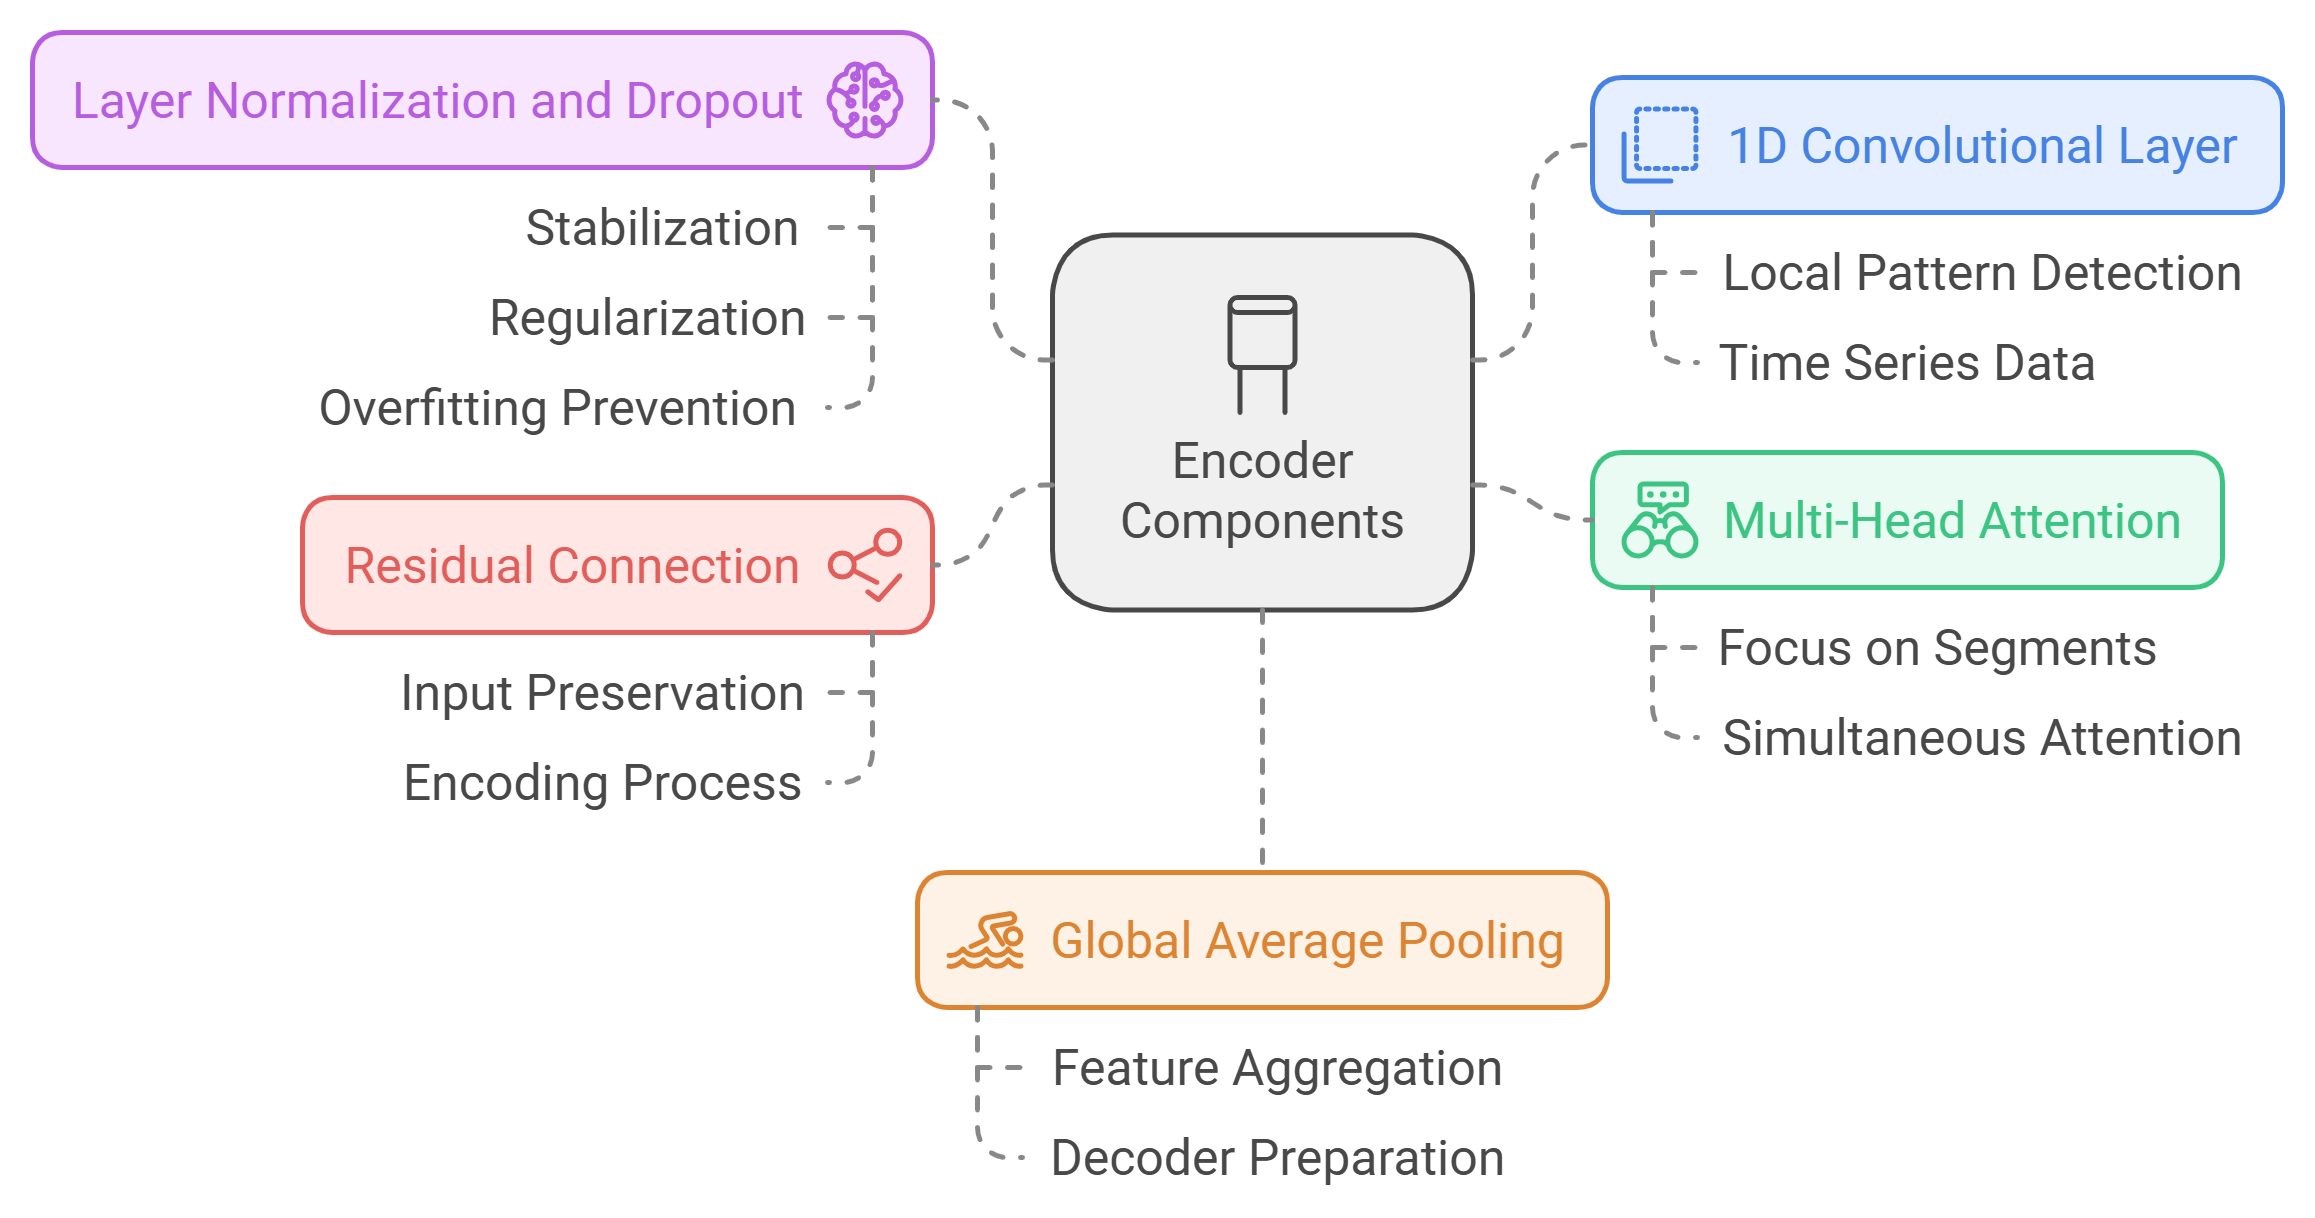 Layer Normalization and Dropout
Stabilization
Regularization
Overfitting Prevention
Residual Connection
Input Preservation
Encoding Process
Encoder
Components
1D Convolutional Layer
Local Pattern Detection
Time Series Data
Multi-Head Attention
Focus on Segments
Simultaneous Attention
Global Average Pooling
Feature Aggregation
Decoder Preparation